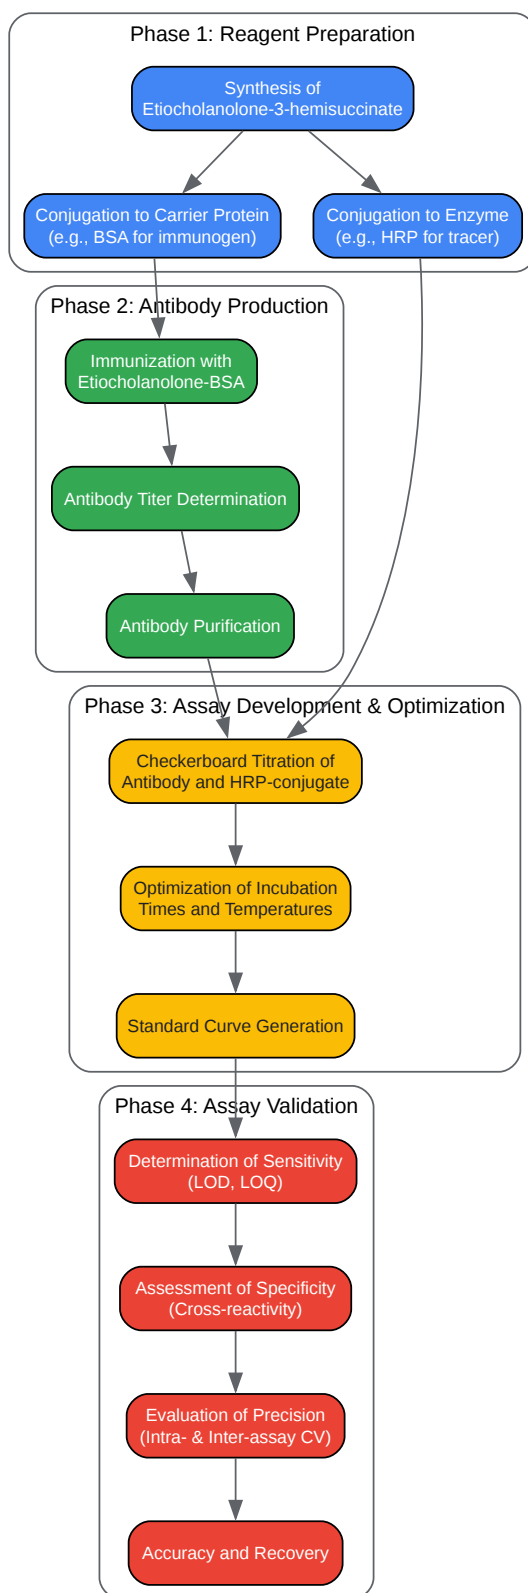 Phase 1: Reagent Preparation
Synthesis of
Etiocholanolone-3-hemisuccinate
Conjugation to Carrier Protein
(e.g., BSA for immunogen)
Conjugation to Enzyme
(e.g., HRP for tracer)
Phase 2: Antibody Production
Immunization with
Etiocholanolone-BSA
Antibody Titer Determination
Antibody Purification
Phase 3: Assay Development & Optimization
Checkerboard Titration of
Antibody and HRP-conjugate
Optimization of Incubation
Times and Temperatures
Standard Curve Generation
Phase 4: Assay Validation
Determination of Sensitivity
(LOD, LOQ)
Assessment of Specificity
(Cross-reactivity)
Evaluation of Precision
(Intra- & Inter-assay CV)
Accuracy and Recovery